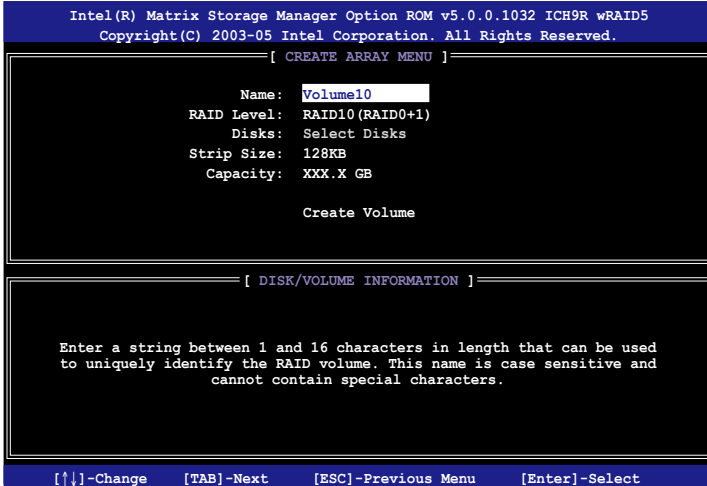 Intel(R) Matrix Storage Manager Option ROM v5.0.0.1032 ICH9R wRAID5
Copyright(C) 2003-05 Intel Corporation. All Rights Reserved.
[ CREATE ARRAY MENU ]
Name: Volume10
RAID Level: RAID10(RAID0+1)
Disks: Select Disks
Strip Size: 128KB
Capacity: XXX.X GB
Create Volume
[ DISK/VOLUME INFORMATION ]
Enter a string between 1 and 16 characters in length that can be used
to uniquely identify the RAID volume. This name is case sensitive and
cannot contain special characters.
[↑↓]-Change [TAB]-Next [ESC]-Previous Menu [Enter]-Select